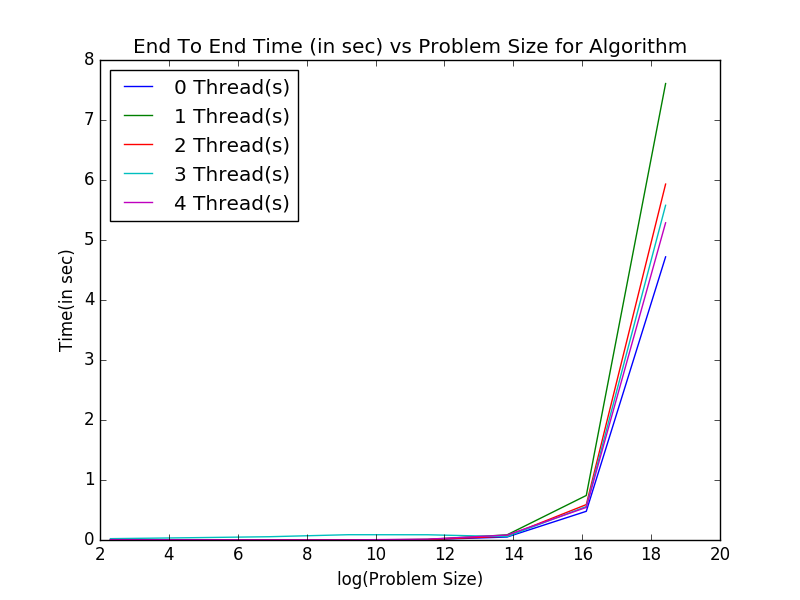 End To End Time (in sec) vs Problem Size for Algorithm
8
7
6
5
4
3
2
1
0
Time(in sec)
0 Thread(s)
1 Thread(s)
2 Thread(s)
3 Thread(s)
4 Thread(s)
2 4 6 8 10 12 14 16 18 20
log(Problem Size)